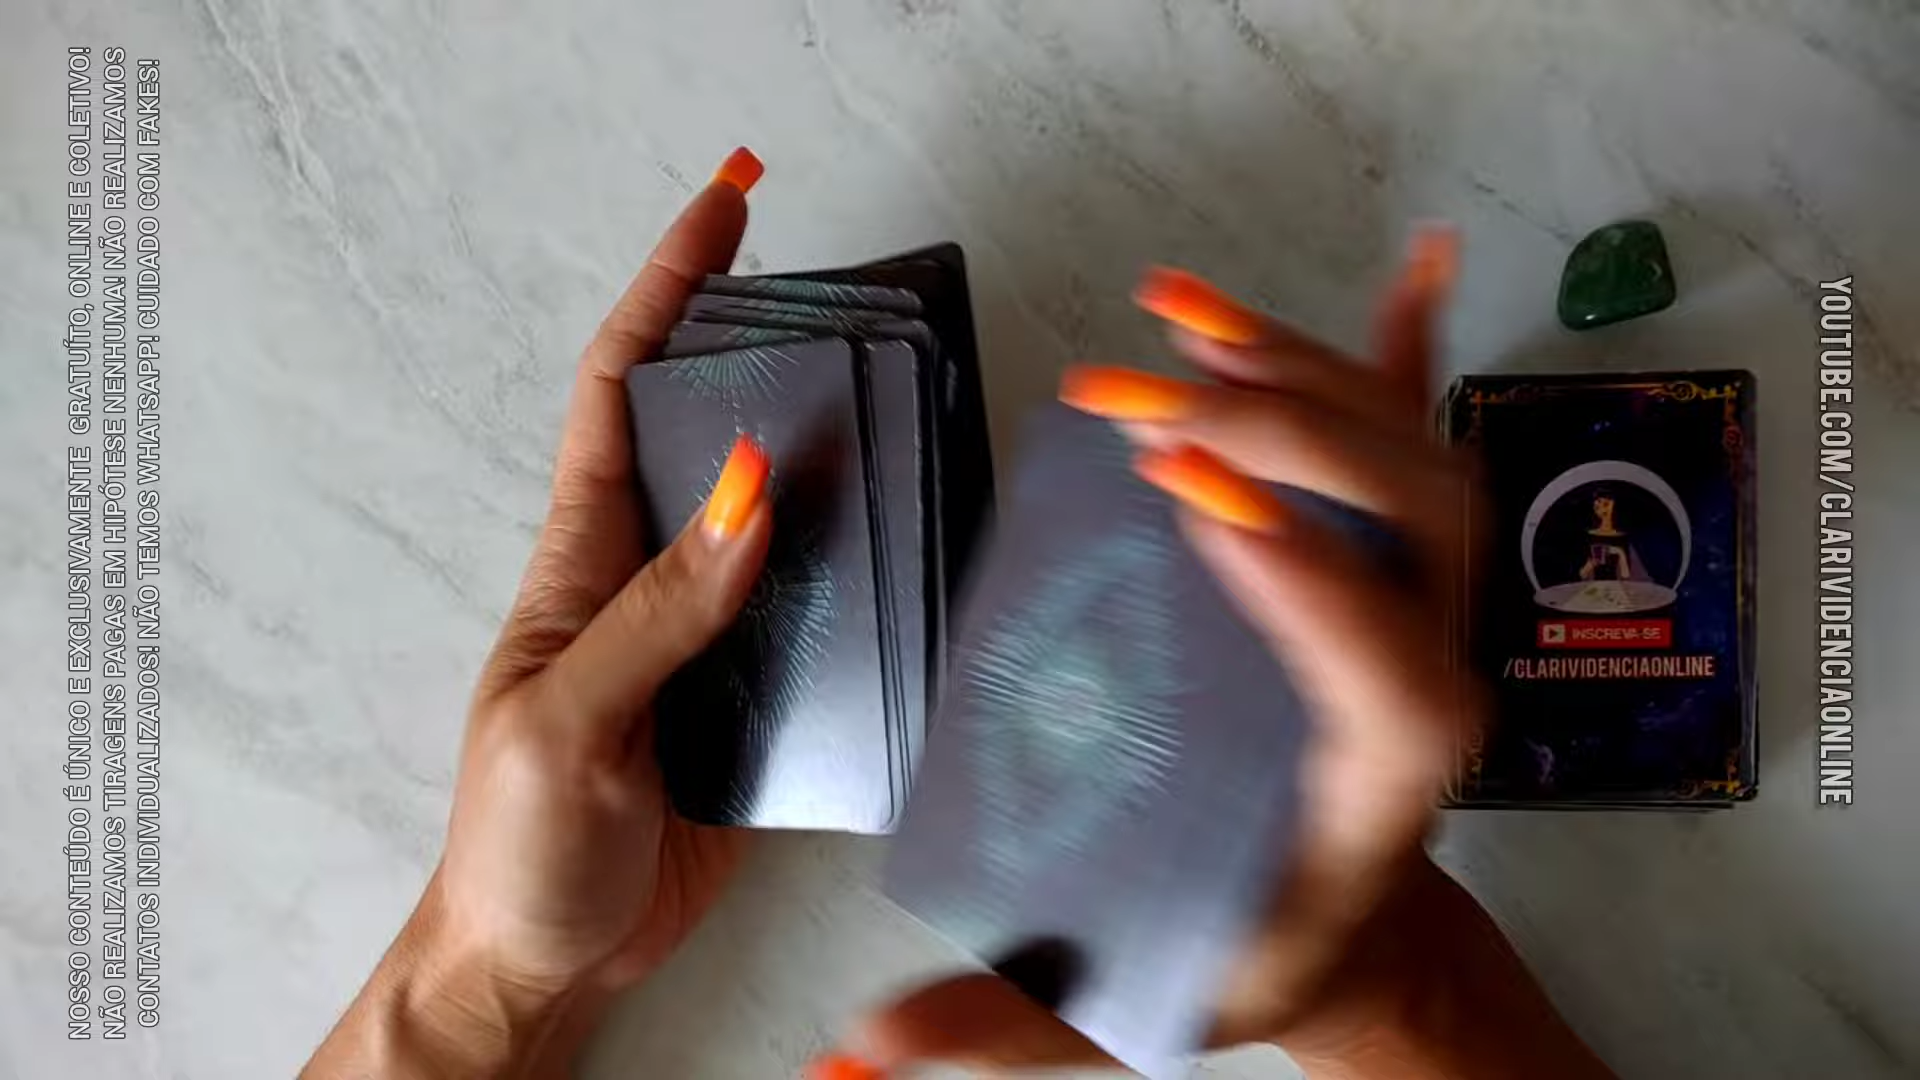 NOSSO CONTEÚDO É ÚNICO E EXCLUSIVAMENTE GRATUÍTO, ONLINE E COLETIVO!
NÃO REALIZAMOS TIRAGENS PAGAS EM HIPÓTESE NENHUMA! NÃO REALIZAMOS
CONTATOS INDIVIDUALIZADOS! NÃO TEMOS WHATSAPP! CUIDADO COM FAKES!
INSCREVA-SE
/CLARIVIDENCIAONLINE
YOUTUBE.COM/CLARIVIDENCIAONLINE